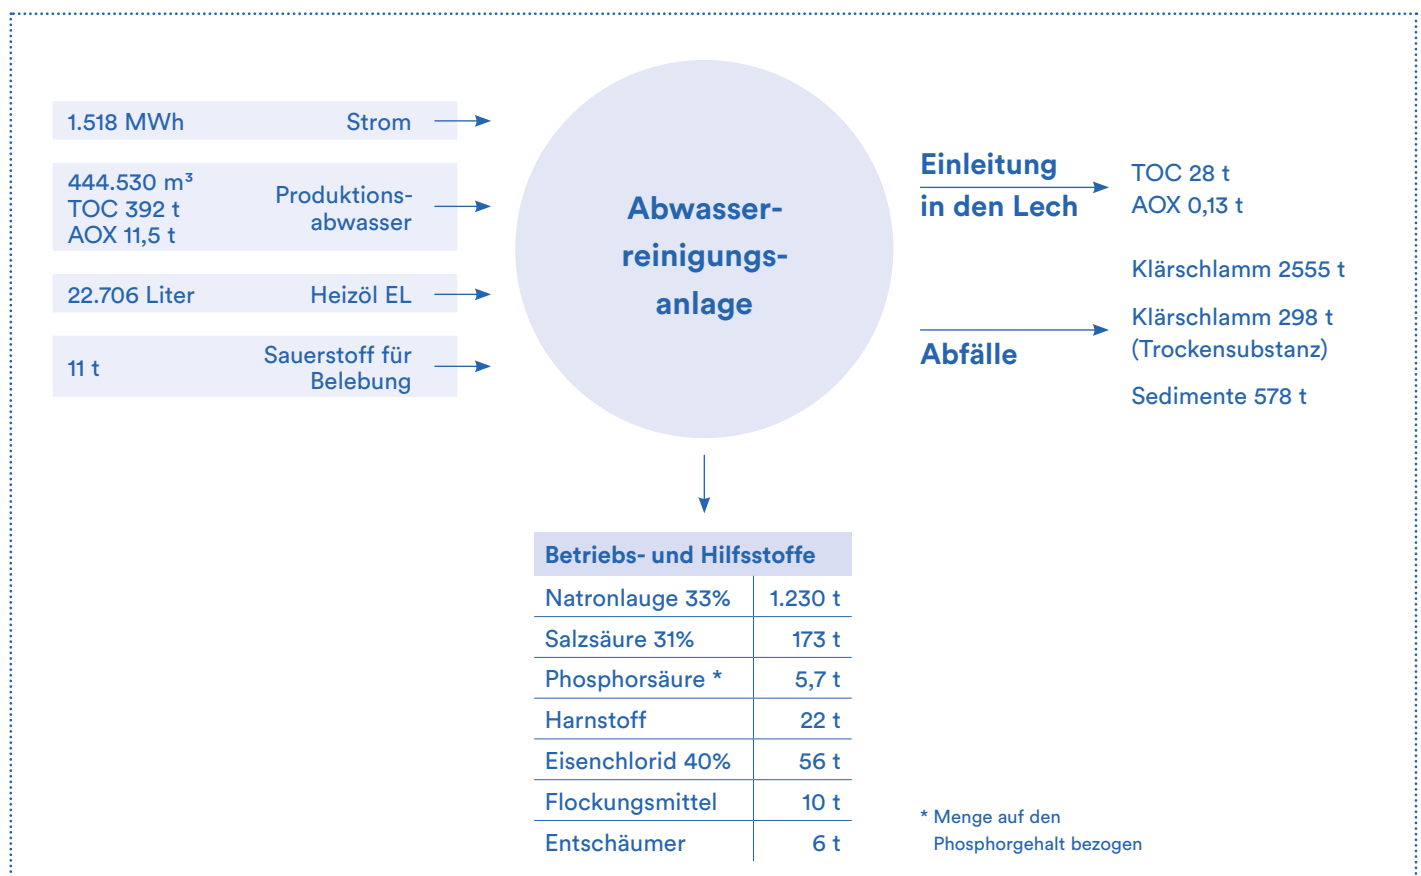 1.518 MWh Strom
444.530 m³
TOC 392 t
AOX 11,5 t
Produktions-
abwasser
22.706 Liter Heizöl EL
11 t
Sauerstoff für
Belebung
Abwasser-
reinigungs-
anlage
Einleitung
in den Lech
TOC 28 t
AOX 0,13 t
Abfälle
Klärschlamm 2555 t
Klärschlamm 298 t
(Trockensubstanz)
Sedimente 578 t
Betriebs- und Hilfsstoffe
Natronlauge 33% 1.230 t
Salzsäure 31% 173 t
Phosphorsäure * 5,7 t
Harnstoff 22 t
Eisenchlorid 40% 56 t
Flockungsmittel 10 t
Entschäumer 6 t
* Menge auf den
Phosphorgehalt bezogen